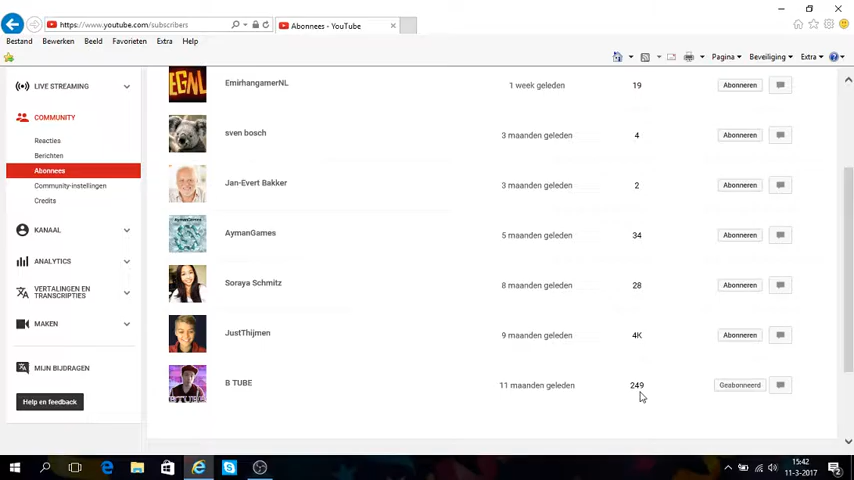 https://www.youtube.com/subscribers
Abonnees - YouTube
Bestand Bewerken Beeld Favorieten Extra Help
Pagina Beveiliging Extra
LIVE STREAMING
COMMUNITY
Reacties
Berichten
Abonnees
Community-instellingen
Credits
KANAAL
ANALYTICS
VERTALINGEN EN
TRANSCRIPTIES
MAKEN
MIJN BIJDRAGEN
Help en feedback
EGNL
EmirhangamerNL 1 week geleden 19 Abonneren
sven bosch 3 maanden geleden 4 Abonneren
Jan-Evert Bakker 3 maanden geleden 2 Abonneren
AymanGames 5 maanden geleden 34 Abonneren
Soraya Schmitz 8 maanden geleden 28 Abonneren
JustThijmen 9 maanden geleden 4K Abonneren
B TUBE 11 maanden geleden 249 Geabonneerd
B TUBE
15:42
11-3-2017
2